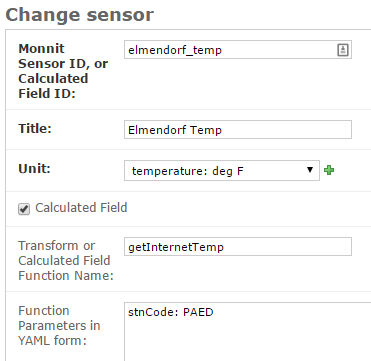 Change sensor
Monnit
Sensor ID, or
Calculated
Field ID:
elmendorf_temp
Title:
Elmendorf Temp
Unit:
temperature: deg F
Calculated Field
Transform or
Calculated Field
Function Name:
getInternetTemp
Function
Parameters in
YAML form:
stnCode: PAED